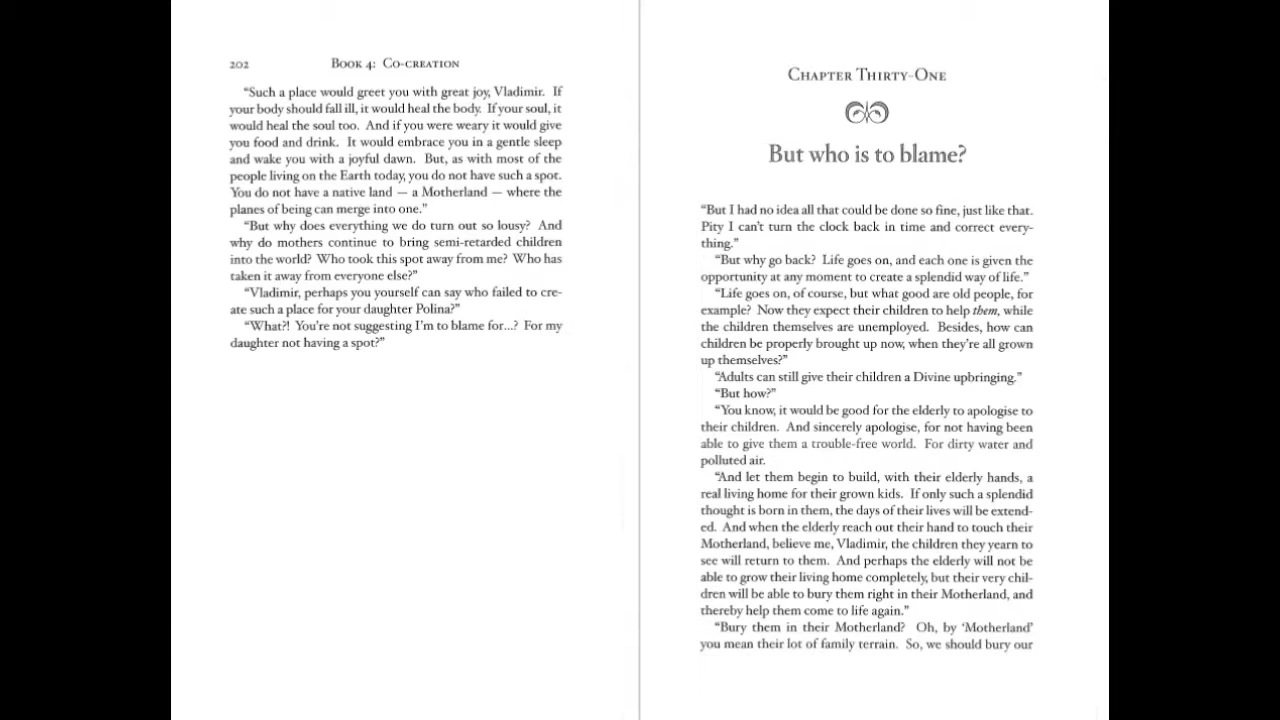 202
Book 4: Co-creation
“Such a place would greet you with great joy, Vladimir. If
your body should fall ill, it would heal the body. If your soul, it
would heal the soul too. And if you were weary it would give
you food and drink. It would embrace you in a gentle sleep
and wake you with a joyful dawn. But, as with most of the
people living on the Earth today, you do not have such a spot.
You do not have a native land — a Motherland — where the
planes of being can merge into one.”
“But why does everything we do turn out so lousy? And
why do mothers continue to bring semi-retarded children
into the world? Who took this spot away from me? Who has
taken it away from everyone else?”
“Vladimir, perhaps you yourself can say who failed to cre-
ate such a place for your daughter Polina?”
“What?! You're not suggesting I'm to blame for...? For my
daughter not having a spot?”
Chapter Thirty-One
But who is to blame?
“But I had no idea all that could be done so fine, just like that.
Pity I can't turn the clock back in time and correct every-
thing.”
“But why go back? Life goes on, and each one is given the
opportunity at any moment to create a splendid way of life.”
“Life goes on, of course, but what good are old people, for
example? Now they expect their children to help them, while
the children themselves are unemployed. Besides, how can
children be properly brought up now, when they're all grown
up themselves?”
“Adults can still give their children a Divine upbringing.”
“But how?”
“You know, it would be good for the elderly to apologise to
their children. And sincerely apologise, for not having been
able to give them a trouble-free world. For dirty water and
polluted air.
“And let them begin to build, with their elderly hands, a
real living home for their grown kids. If only such a splendid
thought is born in them, the days of their lives will be extend-
ed. And when the elderly reach out their hand to touch their
Motherland, believe me, Vladimir, the children they yearn to
see will return to them. And perhaps the elderly will not be
able to grow their living home completely, but their very chil-
dren will be able to bury them right in their Motherland, and
thereby help them come to life again.”
“Bury them in their Motherland? Oh, by ‘Motherland’
you mean their lot of family terrain. So, we should bury our